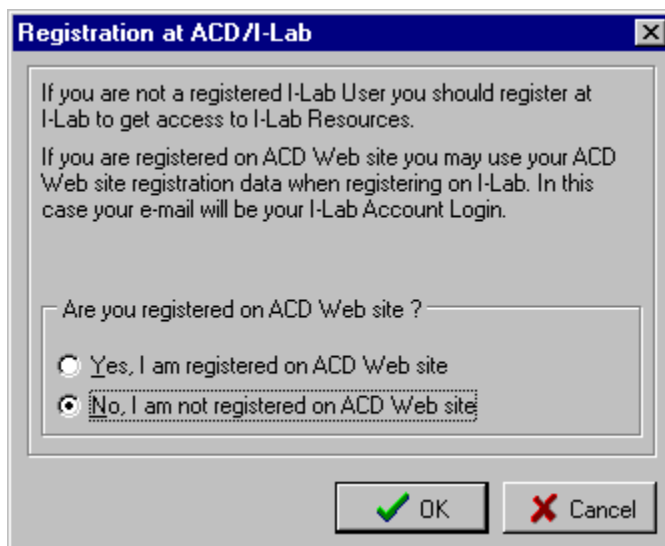 Registration at ACD/I-Lab
If you are not a registered I-Lab User you should register at
I-Lab to get access to I-Lab Resources.
If you are registered on ACD Web site you may use your ACD
Web site registration data when registering on I-Lab. In this
case your e-mail will be your I-Lab Account Login.
Are you registered on ACD Web site ?
Yes, I am registered on ACD Web site
No, I am not registered on ACD Web site
OK Cancel